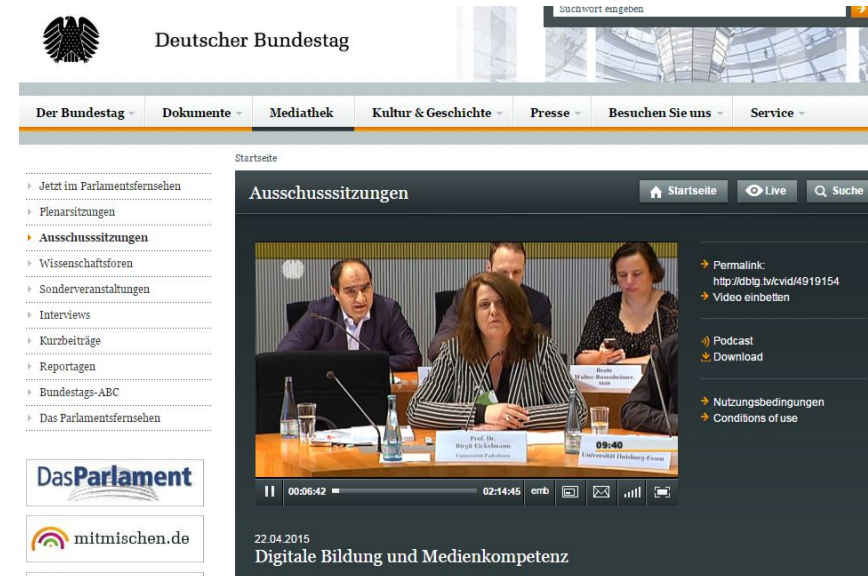 Suchwort eingeben
Deutscher Bundestag
Der Bundestag
Dokumente
Mediathek
Kultur & Geschichte
Presse
Besuchen Sie uns
Service
Startseite
Jetzt im Parlamentsfernsehen
Plenarsitzungen
Ausschusssitzungen
Wissenschaftsforen
Sonderveranstaltungen
Interviews
Kurzbeiträge
Reportagen
Bundestags-ABC
Das Parlamentsfernsehen
DasParlament
mitmischen.de
Ausschusssitzungen
Startseite
Live
Suche
Beate
Walter-Rosenheimer,
MdB
Prof. Dr.
Birgit Eickelmann
Universität Paderborn
09:40
Universität Duisburg-Essen
00:06:42
02:14:45
emb
Permalink:
http://dbtg.tv/cvid/4919154
Video einbetten
Podcast
Download
Nutzungsbedingungen
Conditions of use
22.04.2015
Digitale Bildung und Medienkompetenz